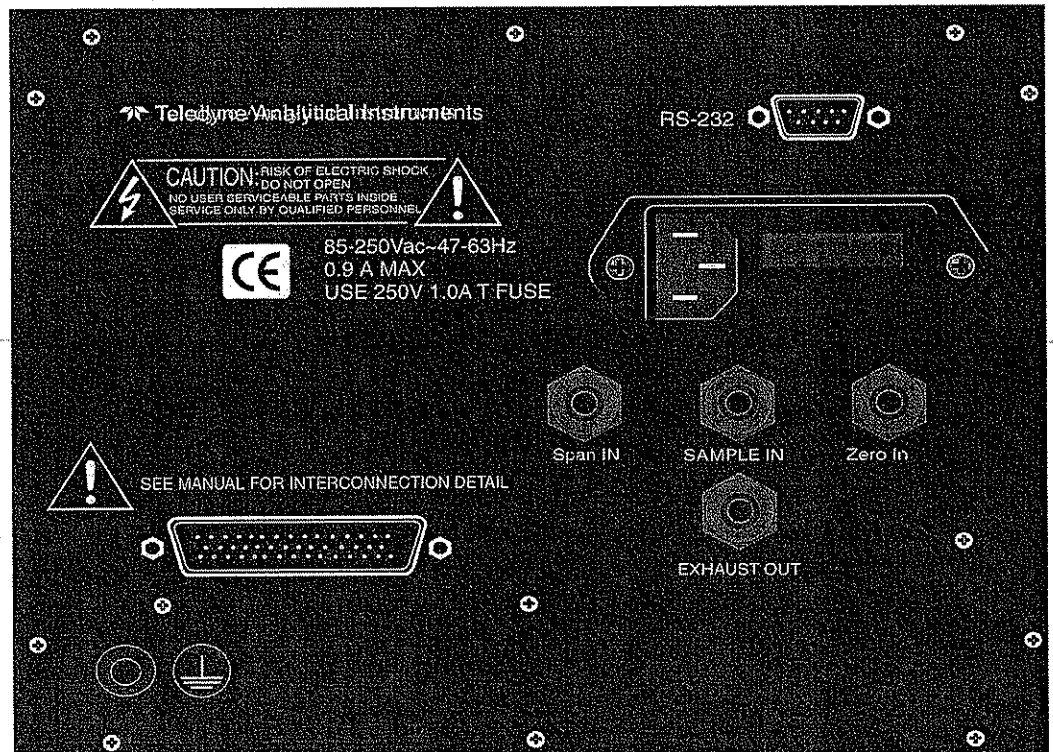 Teledyne Analytical Instruments
RS-232
CAUTION: RISK OF ELECTRIC SHOCK
DO NOT OPEN
NO USER SERVICEABLE PARTS INSIDE
SERVICE ONLY BY QUALIFIED PERSONNEL
CE
85-250Vac~47-63Hz
0.9 A MAX
USE 250V 1.0A T FUSE
Span IN
SAMPLE IN
Zero In
SEE MANUAL FOR INTERCONNECTION DETAIL
EXHAUST OUT